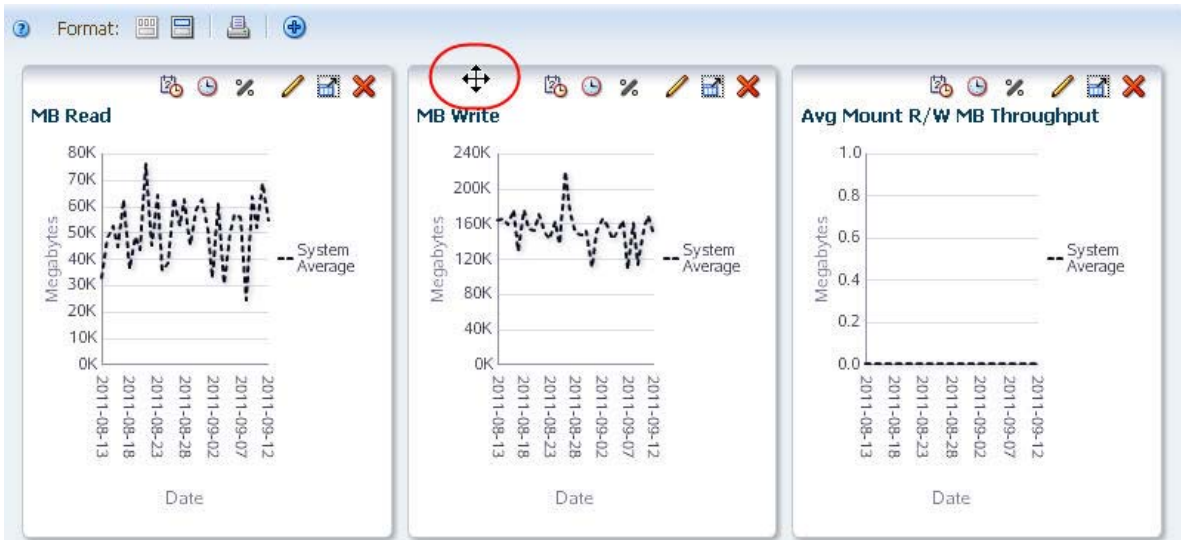 Format:
MB Read
80K
70K
60K
50K
40K
30K
20K
10K
0K
Megabytes
System
Average
2011-08-13
2011-08-18
2011-08-23
2011-08-28
2011-09-02
2011-09-07
2011-09-12
Date
MB Write
240K
200K
160K
120K
80K
40K
0K
Megabytes
System
Average
2011-08-13
2011-08-18
2011-08-23
2011-08-28
2011-09-02
2011-09-07
2011-09-12
Date
Avg Mount R/W MB Throughput
1.0
0.8
0.6
0.4
0.2
0.0
Megabytes
System
Average
2011-08-13
2011-08-18
2011-08-23
2011-08-28
2011-09-02
2011-09-07
2011-09-12
Date